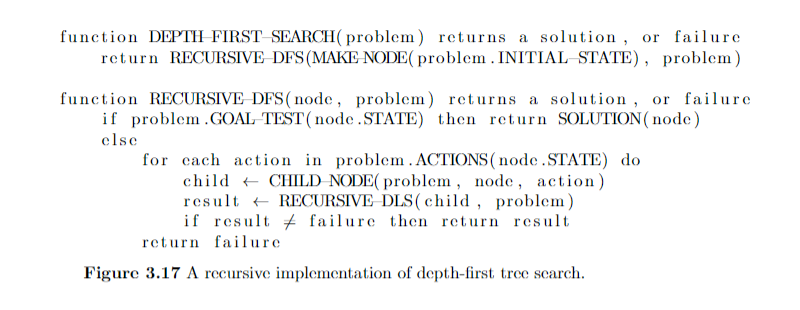 function DEPTH-FIRST-SEARCH(problem) returns a solution, or failure
return RECURSIVE-DFS(MAKE-NODE(problem.INITIAL-STATE), problem)
function RECURSIVE-DFS(node, problem) returns a solution, or failure
if problem.GOAL-TEST(node.STATE) then return SOLUTION(node)
else
for each action in problem.ACTIONS(node.STATE) do
child ← CHILD-NODE(problem, node, action)
result ← RECURSIVE-DLS(child, problem)
if result ≠ failure then return result
return failure
Figure 3.17 A recursive implementation of depth-first tree search.